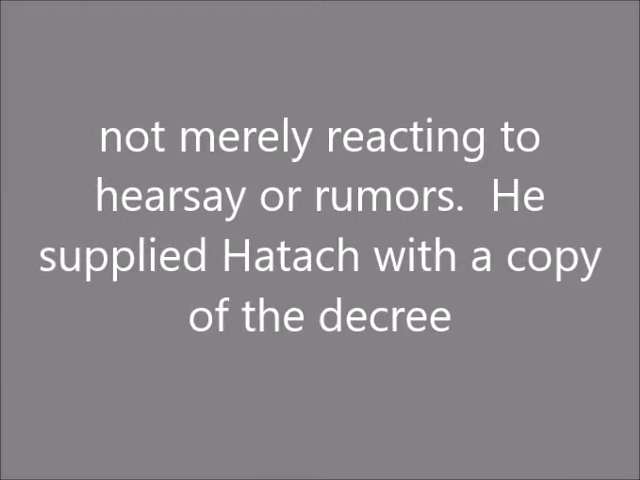 not merely reacting to
hearsay or rumors.  He
supplied Hatach with a copy
of the decree